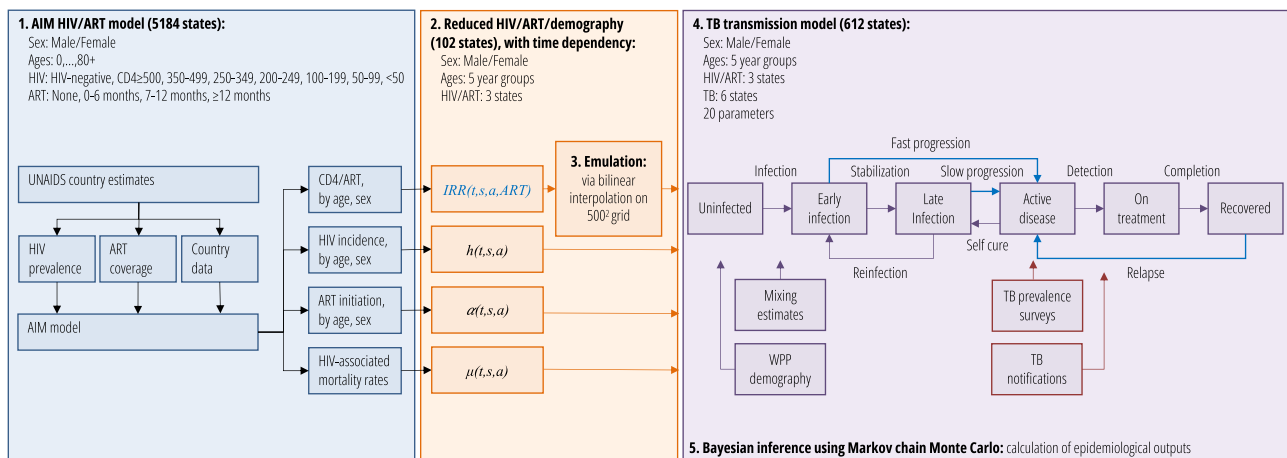 1. AIM HIV/ART model (5184 states):
Sex: Male/Female
Ages: 0,...,80+
HIV: HIV-negative, CD4≥500, 350-499, 250-349, 200-249, 100-199, 50-99, <50
ART: None, 0-6 months, 7-12 months, ≥12 months
UNAIDS country estimates
HIV
prevalence
ART
coverage
Country
data
AIM model
CD4/ART,
by age, sex
HIV incidence,
by age, sex
ART initiation,
by age, sex
HIV-associated
mortality rates
2. Reduced HIV/ART/demography
(102 states), with time dependency:
Sex: Male/Female
Ages: 5 year groups
HIV/ART: 3 states
IRR(t,s,a,ART)
3. Emulation:
via bilinear
interpolation on
500² grid
h(t,s,a)
α(t,s,a)
μ(t,s,a)
4. TB transmission model (612 states):
Sex: Male/Female
Ages: 5 year groups
HIV/ART: 3 states
TB: 6 states
20 parameters
Fast progression
Infection
Stabilization
Slow progression
Detection
Completion
Uninfected
Early
infection
Late
Infection
Active
disease
On
treatment
Recovered
Self cure
Reinfection
Relapse
Mixing
estimates
WPP
demography
TB prevalence
surveys
TB
notifications
5. Bayesian inference using Markov chain Monte Carlo: calculation of epidemiological outputs